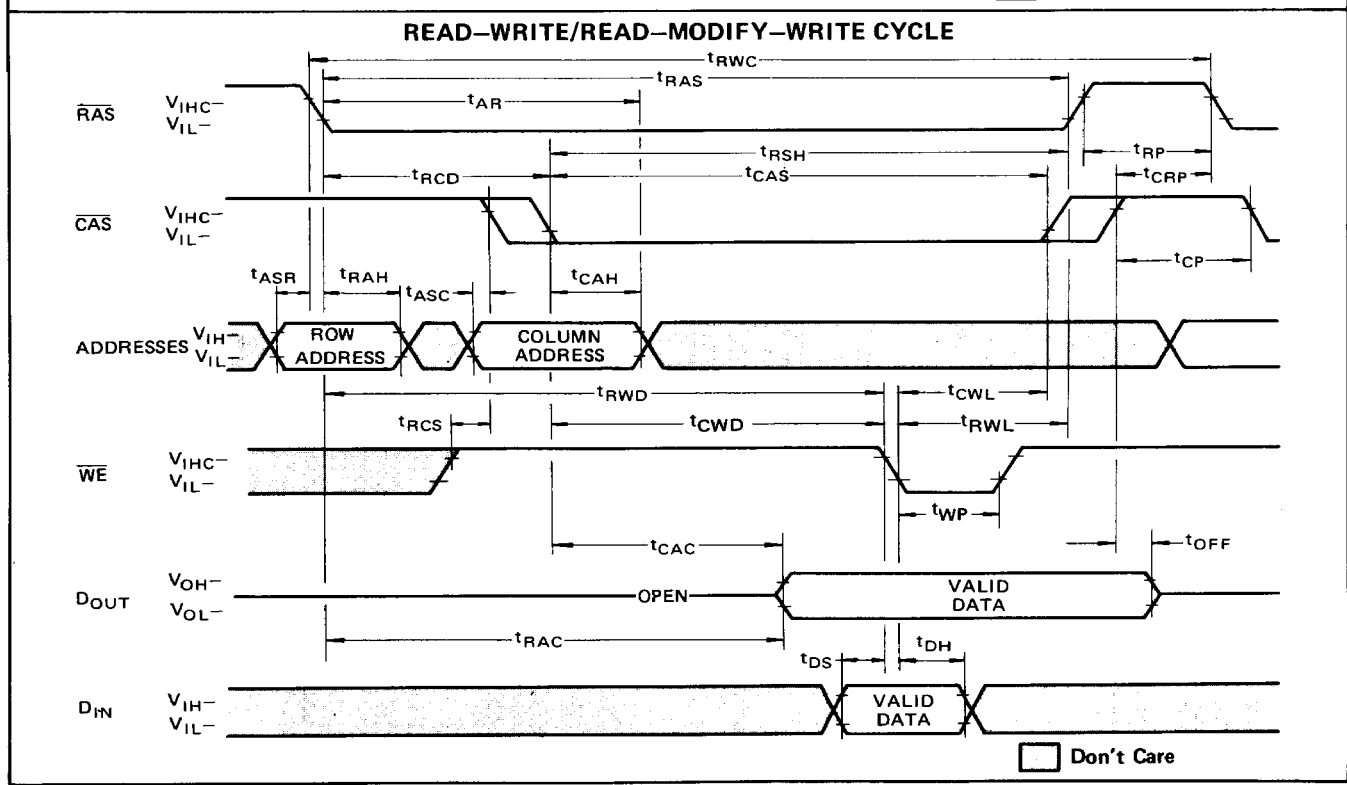 READ–WRITE/READ–MODIFY–WRITE CYCLE
tRWC
tRAS
tAR
RAS
VIHC–
VIL–
tRSH
tRP
tRCD
tCAS
tCRP
CAS
VIHC–
VIL–
tCP
tASR
tRAH
tASC
tCAH
ADDRESSES
VIH–
VIL–
ROW
ADDRESS
COLUMN
ADDRESS
tRWD
tCWL
tRCS
tCWD
tRWL
WE
VIHC–
VIL–
tWP
tCAC
tOFF
DOUT
VOH–
VOL–
OPEN
VALID
DATA
tRAC
tDS
tDH
DIN
VIH–
VIL–
VALID
DATA
Don't Care